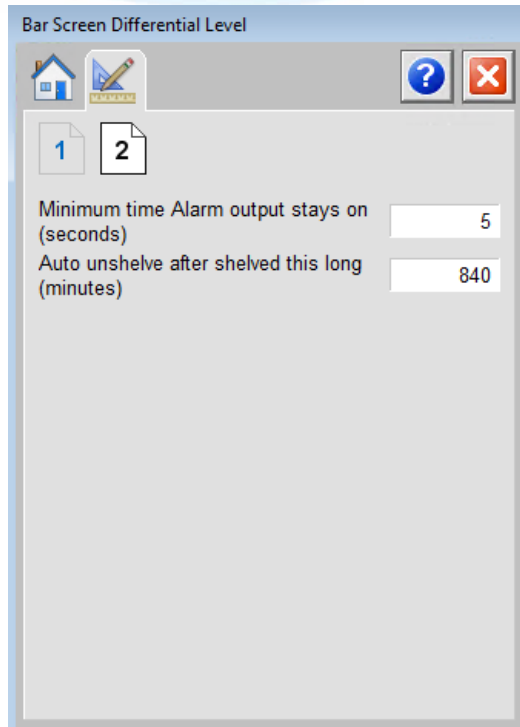 Bar Screen Differential Level
?
1 2
Minimum time Alarm output stays on
(seconds)
5
Auto unshelve after shelved this long
(minutes)
840